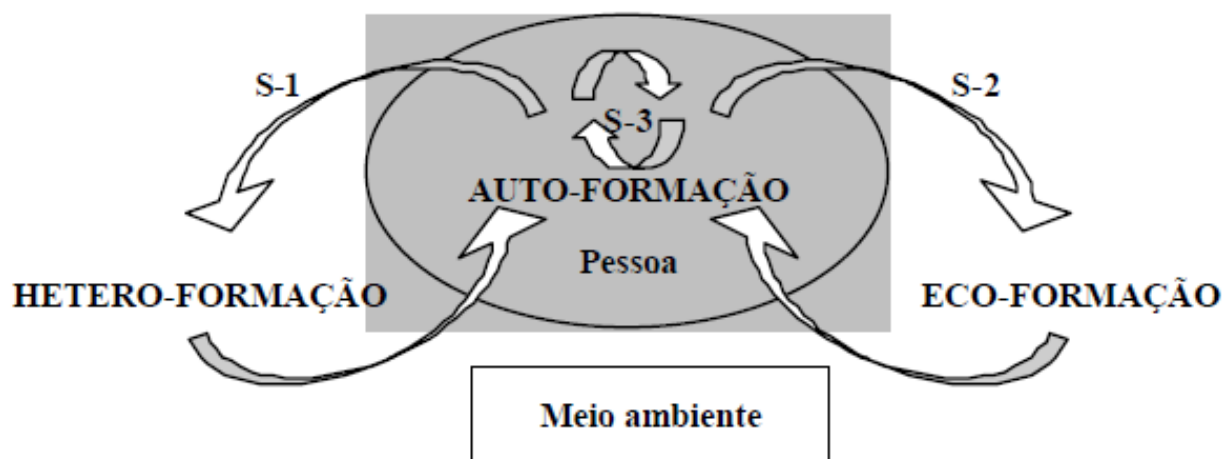 S-1
S-2
S-3
AUTO-FORMAÇÃO
Pessoa
HETERO-FORMAÇÃO
ECO-FORMAÇÃO
Meio ambiente